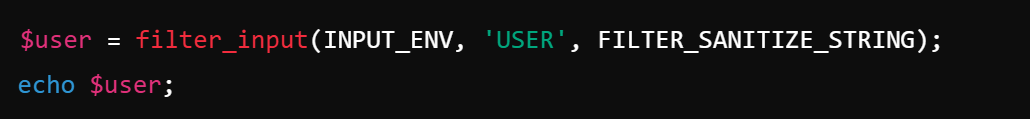 $user = filter_input(INPUT_ENV, 'USER', FILTER_SANITIZE_STRING);
echo $user;